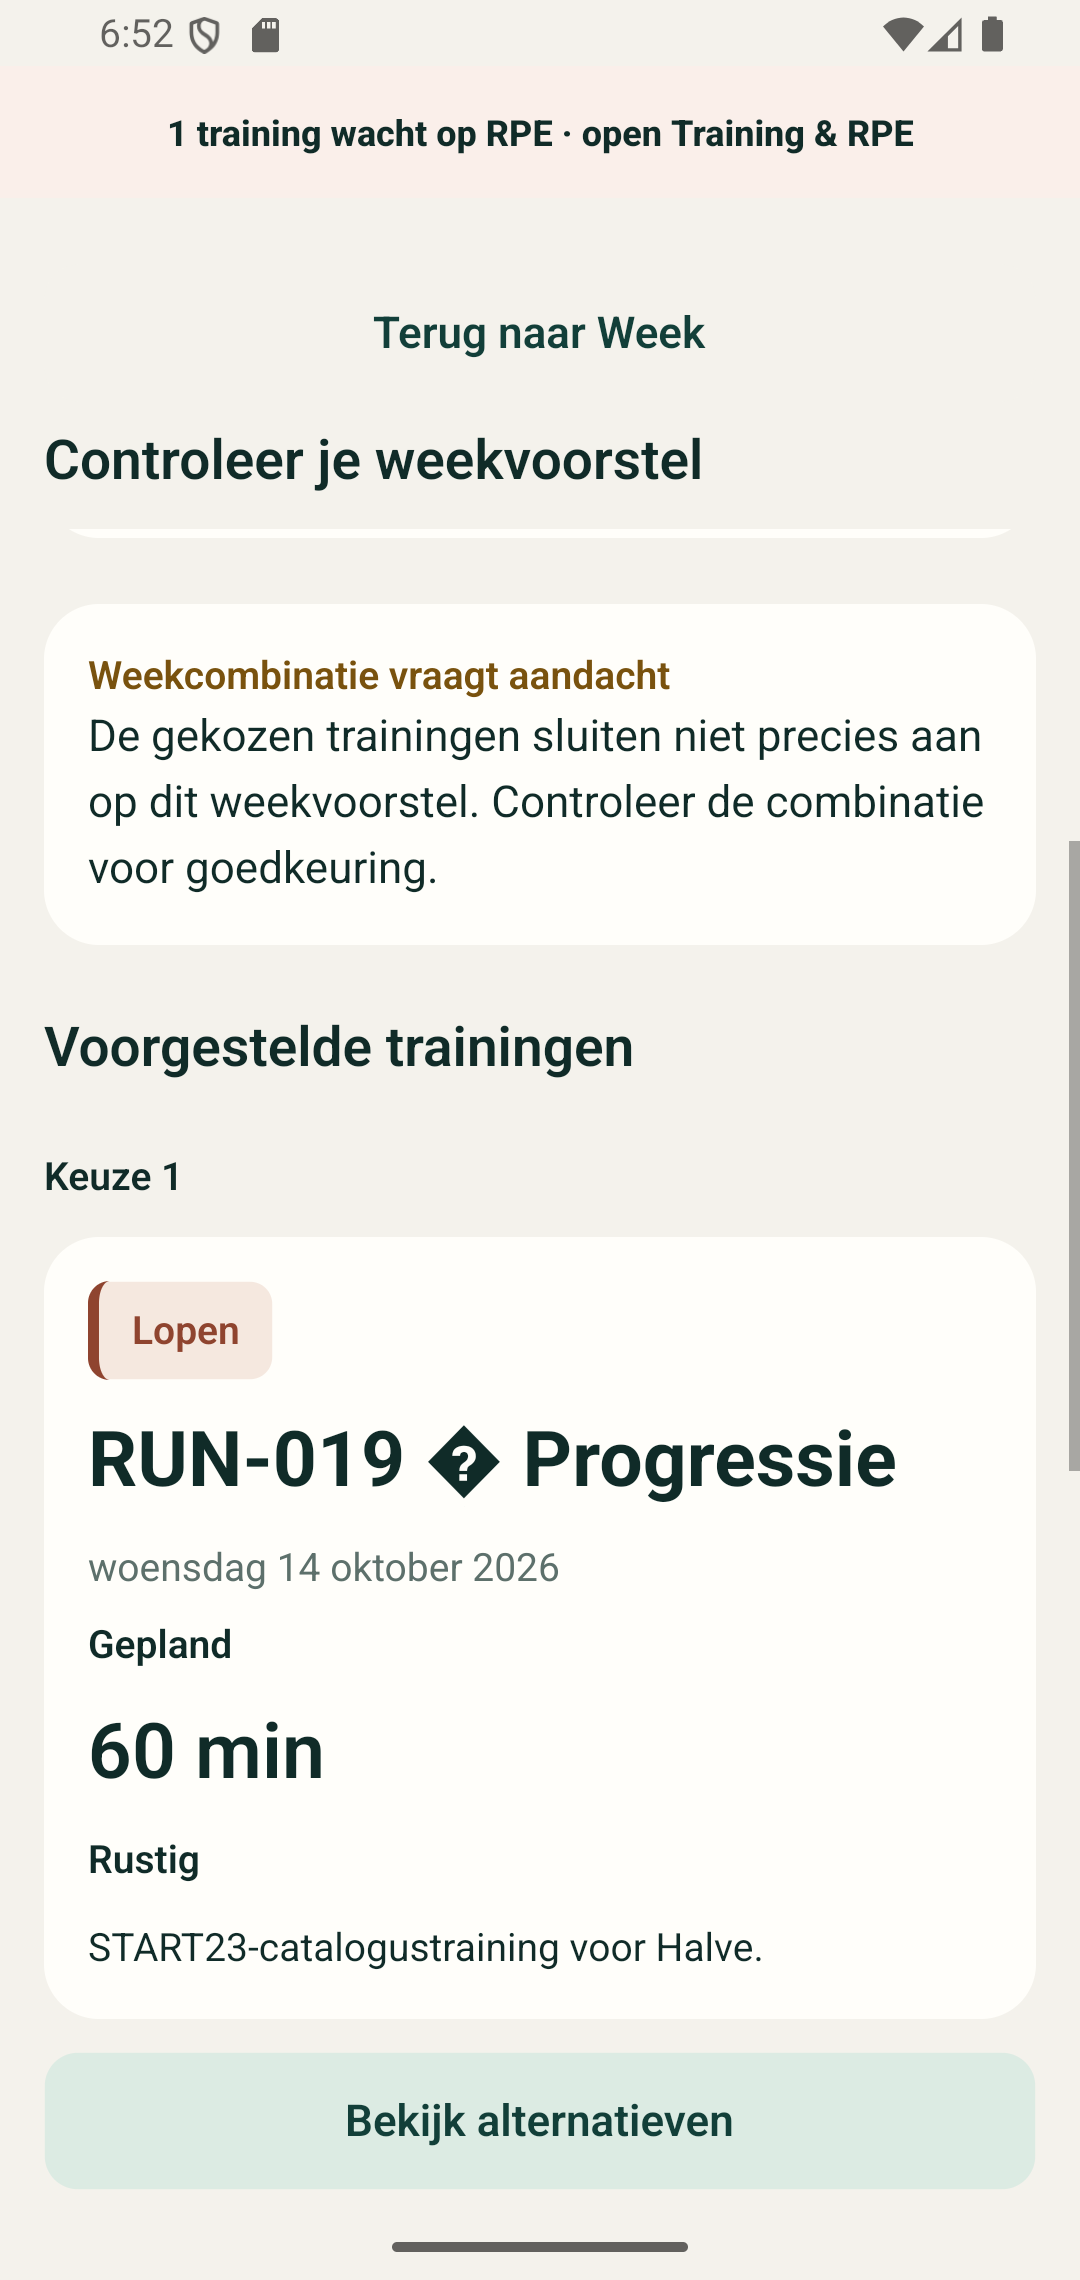 6:52
1 training wacht op RPE · open Training & RPE
Terug naar Week
Controleer je weekvoorstel
Weekcombinatie vraagt aandacht
De gekozen trainingen sluiten niet precies aan
op dit weekvoorstel. Controleer de combinatie
voor goedkeuring.
Voorgestelde trainingen
Keuze 1
Lopen
RUN-019 � Progressie
woensdag 14 oktober 2026
Gepland
60 min
Rustig
START23-catalogustraining voor Halve.
Bekijk alternatieven